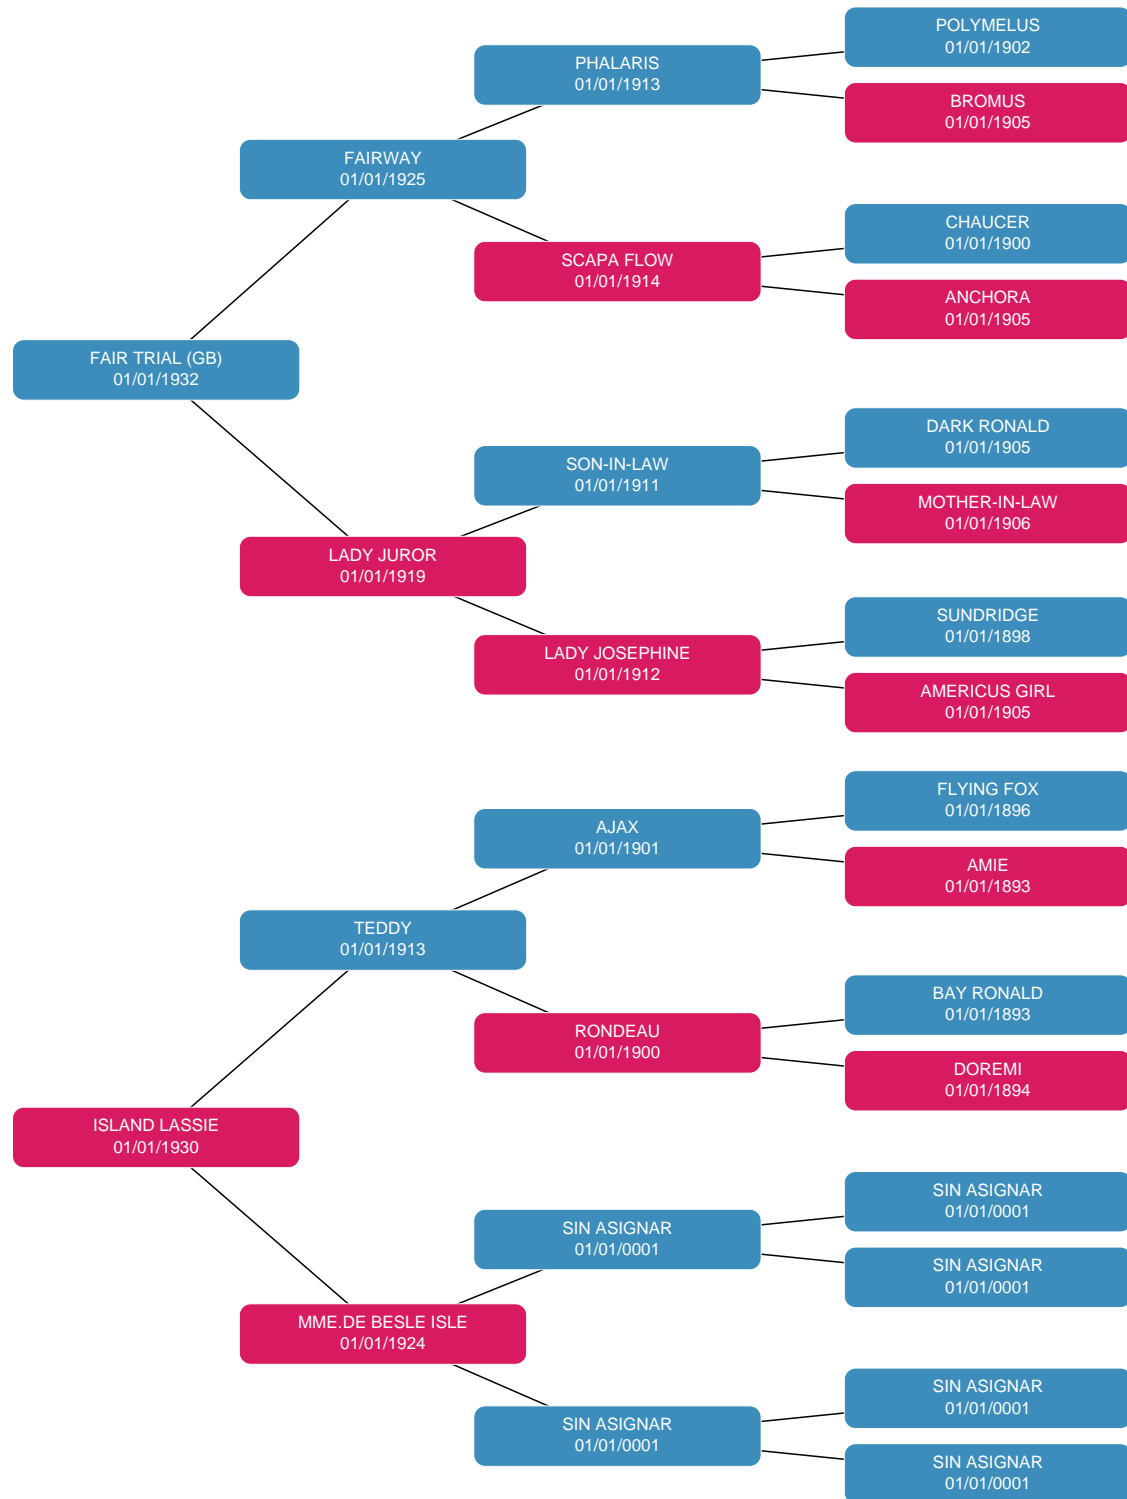 POLYMELUS
01/01/1902
PHALARIS
01/01/1913
BROMUS
01/01/1905
FAIRWAY
01/01/1925
CHAUCER
01/01/1900
SCAPA FLOW
01/01/1914
ANCHORA
01/01/1905
FAIR TRIAL (GB)
01/01/1932
DARK RONALD
01/01/1905
SON-IN-LAW
01/01/1911
MOTHER-IN-LAW
01/01/1906
LADY JUROR
01/01/1919
SUNDRIDGE
01/01/1898
LADY JOSEPHINE
01/01/1912
AMERICUS GIRL
01/01/1905
FLYING FOX
01/01/1896
AJAX
01/01/1901
AMIE
01/01/1893
TEDDY
01/01/1913
BAY RONALD
01/01/1893
RONDEAU
01/01/1900
DOREMI
01/01/1894
ISLAND LASSIE
01/01/1930
SIN ASIGNAR
01/01/0001
SIN ASIGNAR
01/01/0001
SIN ASIGNAR
01/01/0001
MME.DE BESLE ISLE
01/01/1924
SIN ASIGNAR
01/01/0001
SIN ASIGNAR
01/01/0001
SIN ASIGNAR
01/01/0001